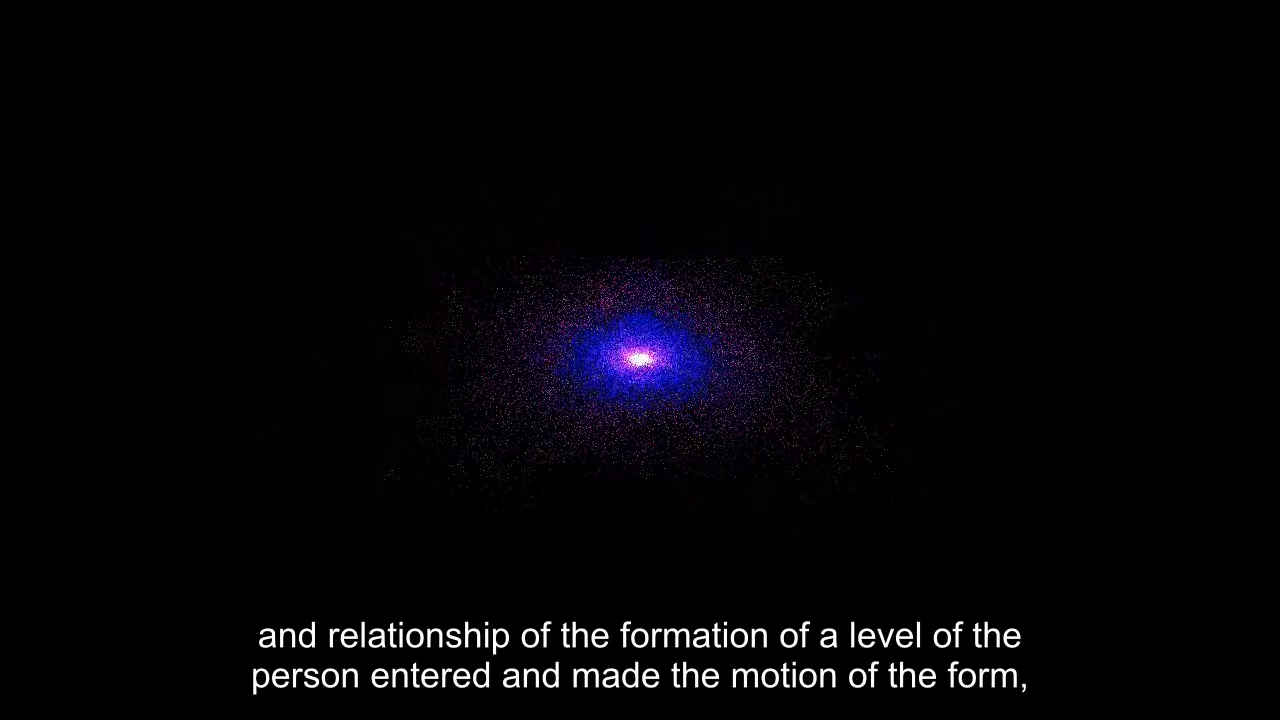 and relationship of the formation of a level of the
person entered and made the motion of the form,